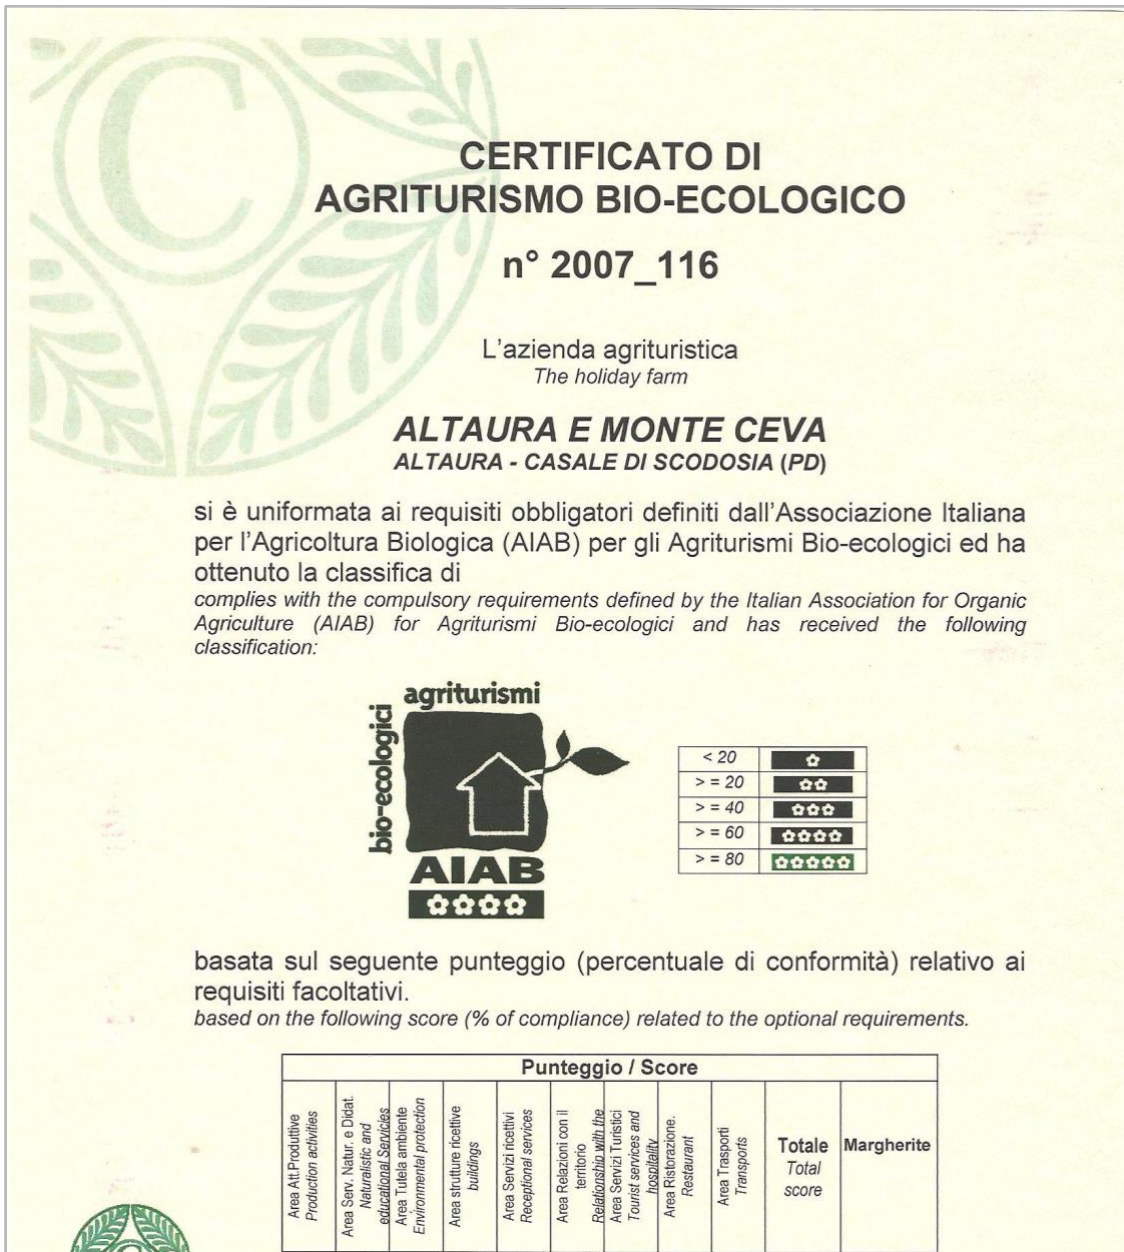 C
CERTIFICATO DI
AGRITURISMO BIO-ECOLOGICO
n° 2007_116
L'azienda agrituristica
The holiday farm
ALTAURA E MONTE CEVA
ALTAURA - CASALE DI SCODOSIA (PD)
si è uniformata ai requisiti obbligatori definiti dall'Associazione Italiana
per l'Agricoltura Biologica (AIAB) per gli Agriturismi Bio-ecologici ed ha
ottenuto la classifica di
complies with the compulsory requirements defined by the Italian Association for Organic
Agriculture (AIAB) for Agriturismi Bio-ecologici and has received the following
classification:
agriturismi
bio-ecologici
AIAB
< 20
> = 20
> = 40
> = 60
> = 80
basata sul seguente punteggio (percentuale di conformità) relativo ai
requisiti facoltativi.
based on the following score (% of compliance) related to the optional requirements.
Punteggio / Score
Area Att.Produttive
Production activities
Area Serv. Natur. e Didat.
Naturalistic and
educational Servicies
Area Tutela ambiente
Environmental protection
Area strutture ricettive
buildings
Area Servizi ricettivi
Receptional services
Area Relazioni con il
territorio
Relationship with the
Area Servizi Turistici
Tourist services and
hospitality
Area Ristorazione.
Restaurant
Area Trasporti
Transports
Totale
Total
score
Margherite